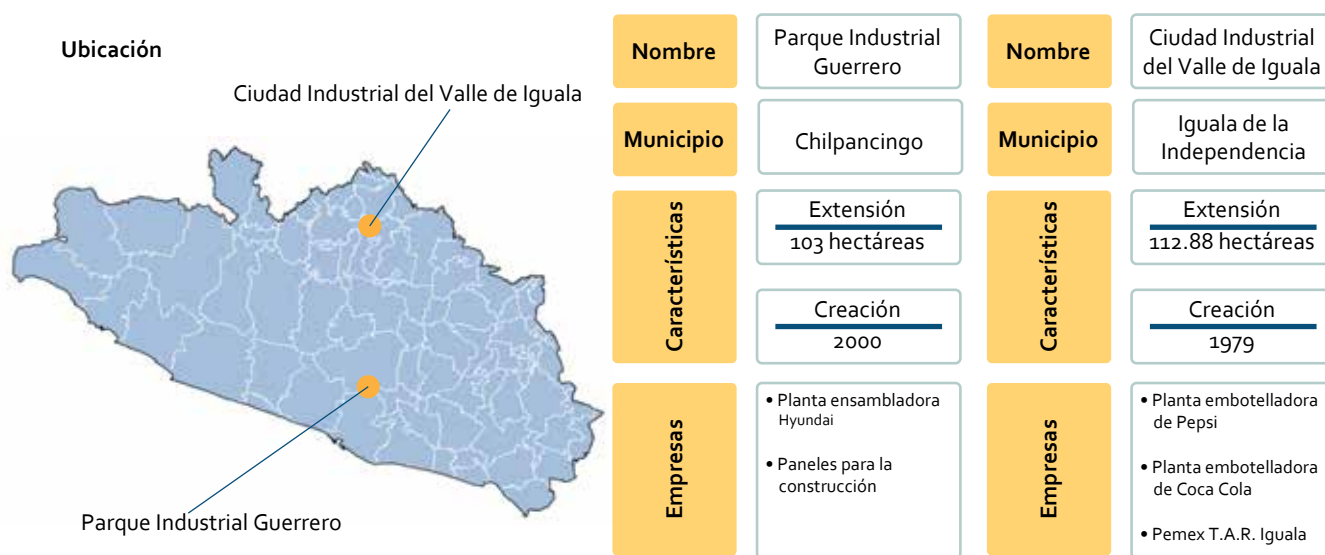 Ubicación
Ciudad Industrial del Valle de Iguala
Parque Industrial Guerrero
Nombre
Parque Industrial
Guerrero
Municipio
Chilpancingo
Características
Extensión
103 hectáreas
Creación
2000
Empresas
• Planta ensambladora
Hyundai
• Paneles para la
construcción
Nombre
Ciudad Industrial
del Valle de Iguala
Municipio
Iguala de la
Independencia
Características
Extensión
112.88 hectáreas
Creación
1979
Empresas
• Planta embotelladora
de Pepsi
• Planta embotelladora
de Coca Cola
• Pemex T.A.R. Iguala